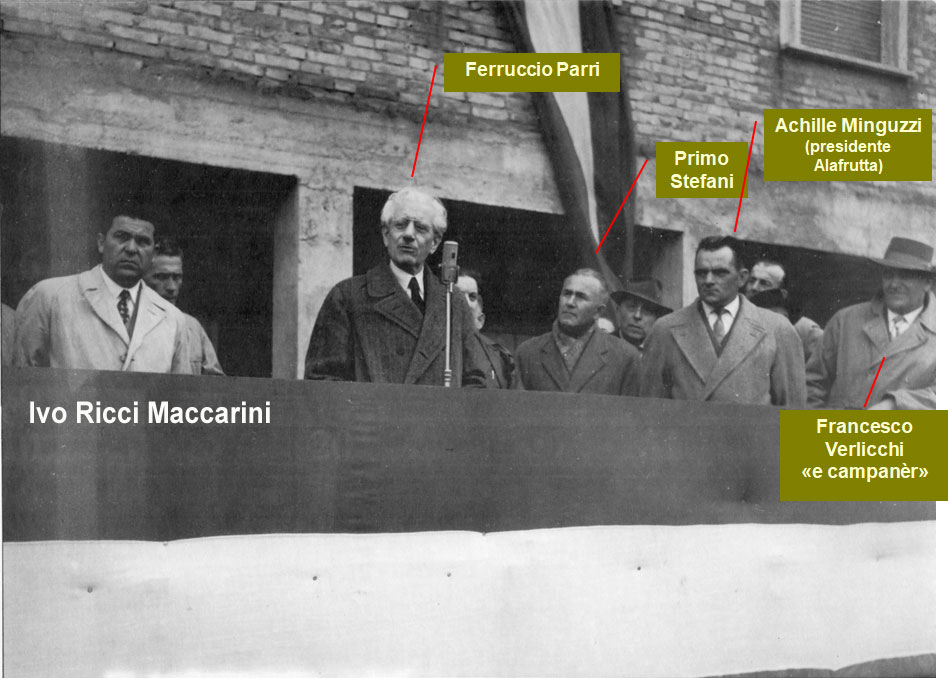 Ferruccio Parri
Achille Minguzzi
(presidente
Alafrutta)
Primo
Stefani
Ivo Ricci Maccarini
Francesco
Verlicchi
«e campanèr»